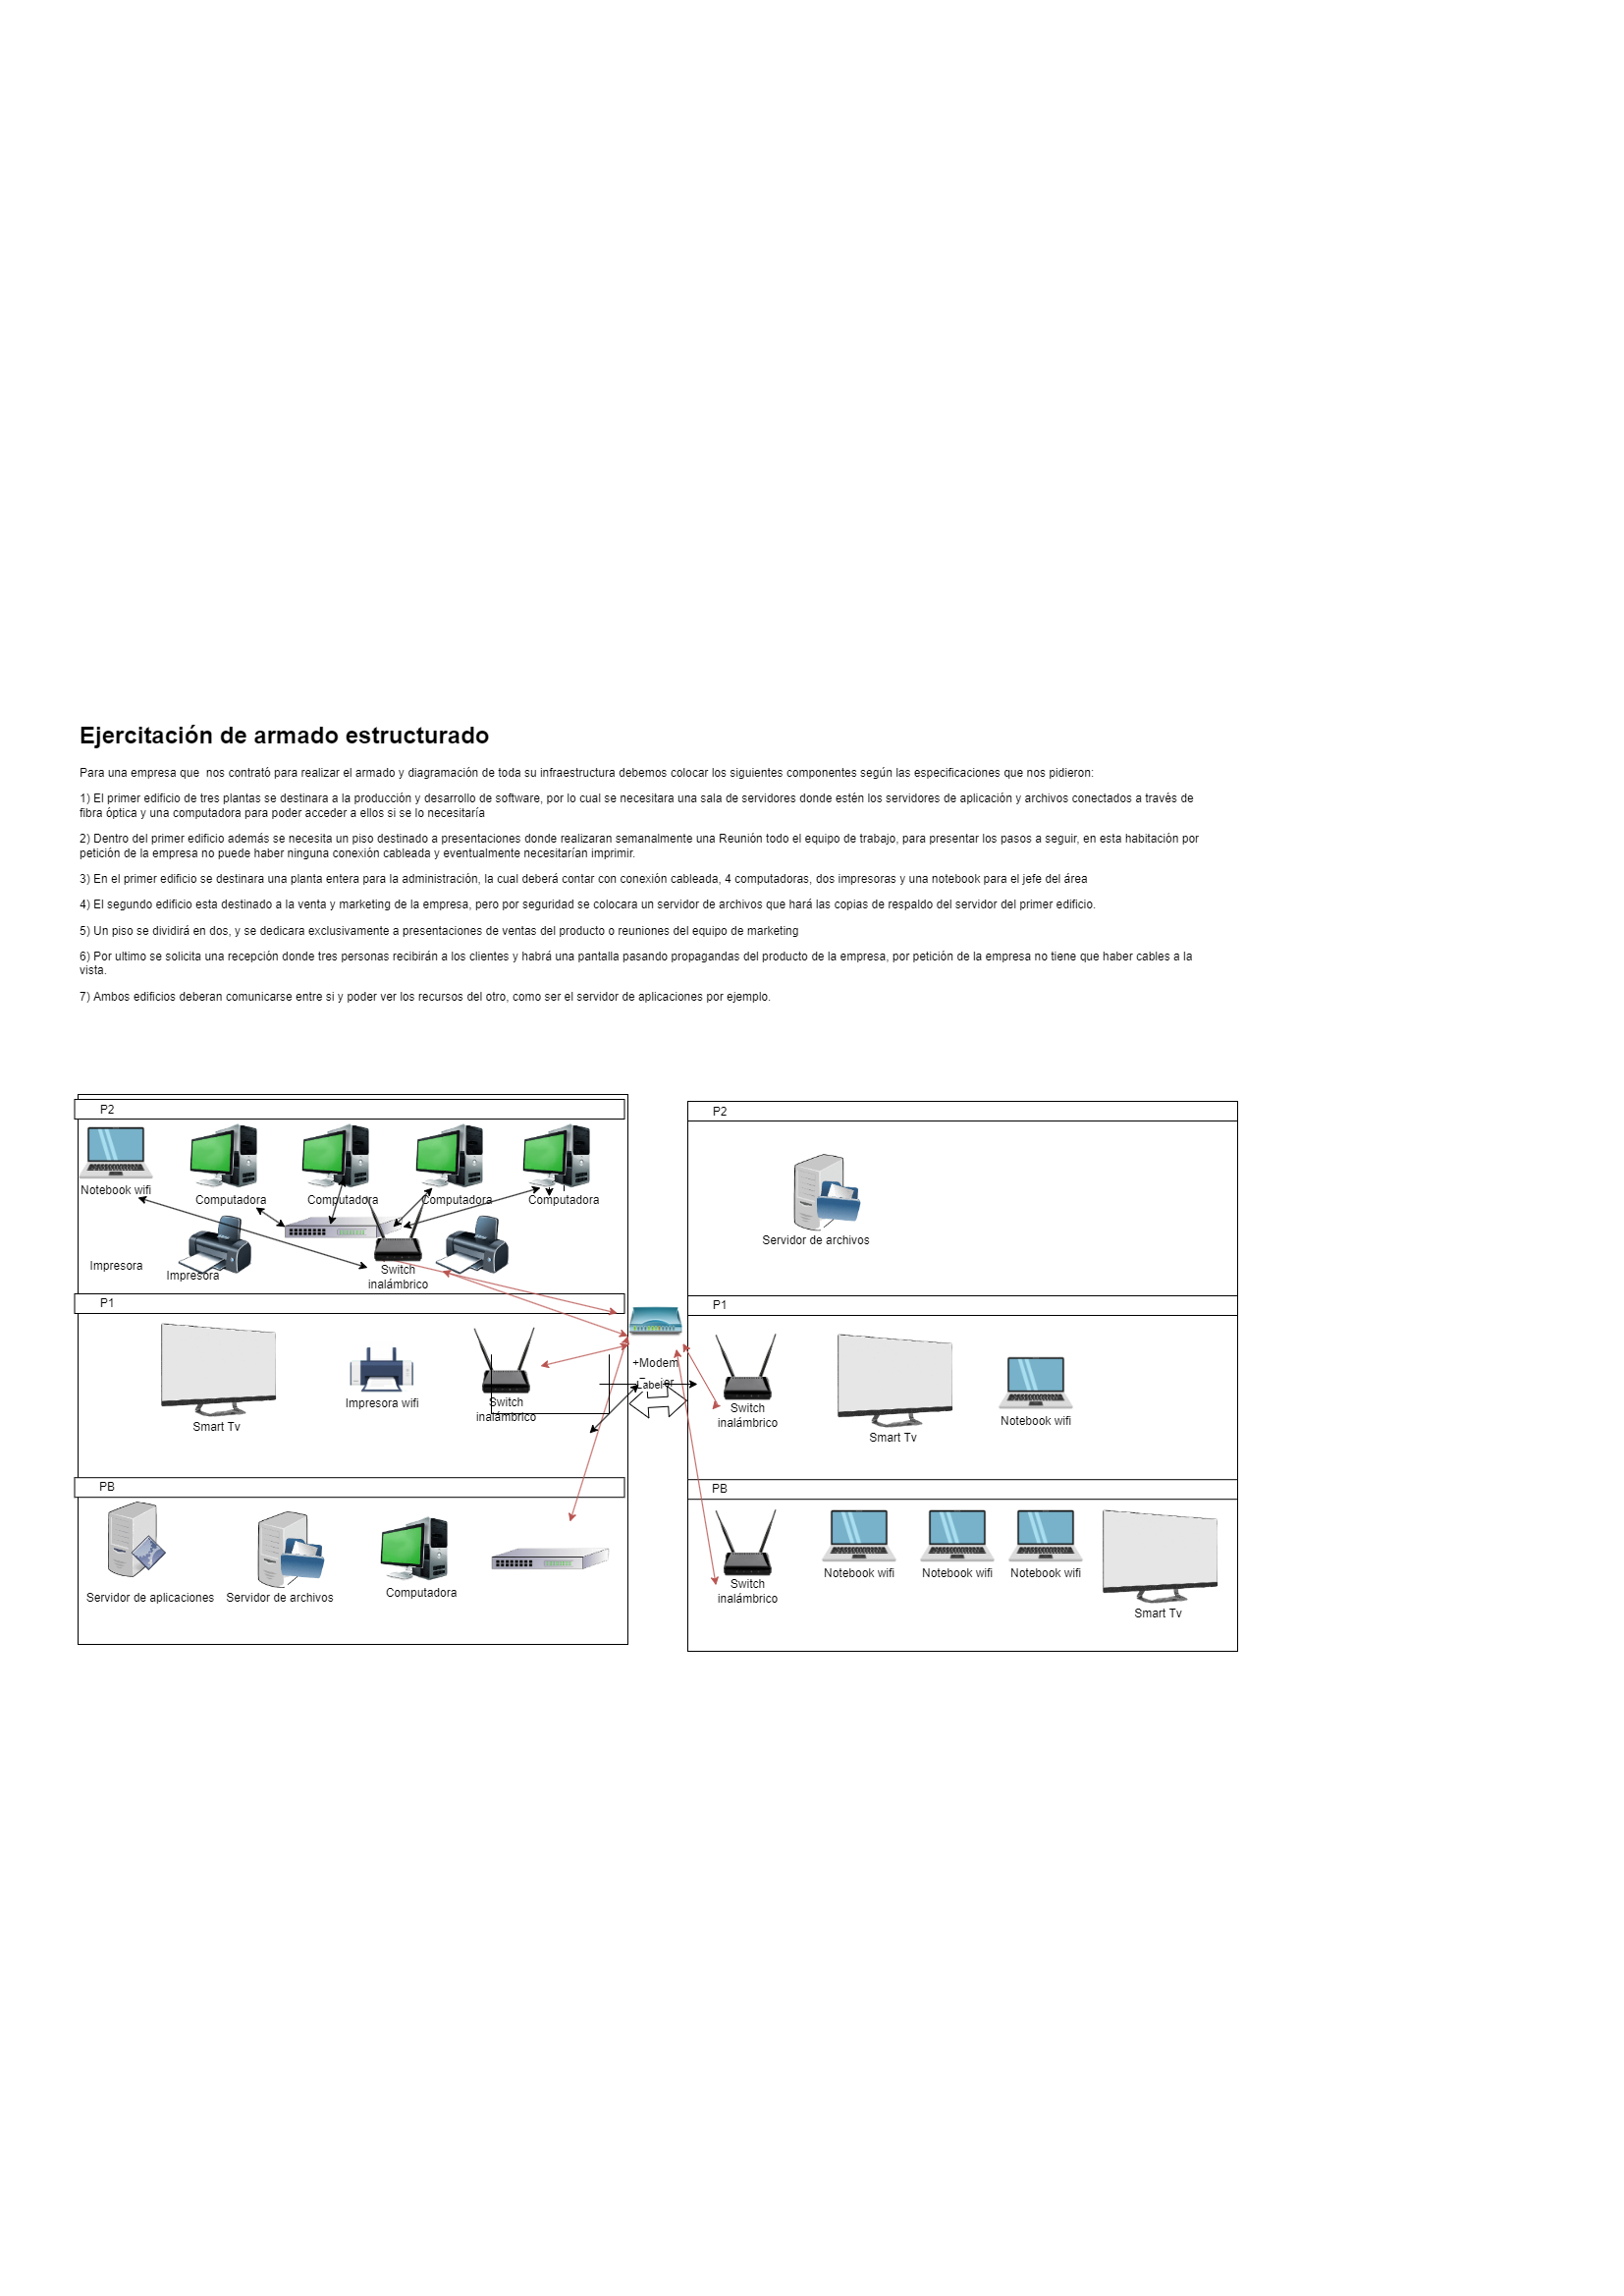 Ejercitación de armado estructurado
Para una empresa que  nos contrató para realizar el armado y diagramación de toda su infraestructura debemos colocar los siguientes componentes según las especificaciones que nos pidieron:
1) El primer edificio de tres plantas se destinara a la producción y desarrollo de software, por lo cual se necesitara una sala de servidores donde estén los servidores de aplicación y archivos conectados a través de
fibra óptica y una computadora para poder acceder a ellos si se lo necesitaría
2) Dentro del primer edificio además se necesita un piso destinado a presentaciones donde realizaran semanalmente una Reunión todo el equipo de trabajo, para presentar los pasos a seguir, en esta habitación por
petición de la empresa no puede haber ninguna conexión cableada y eventualmente necesitarían imprimir.
3) En el primer edificio se destinara una planta entera para la administración, la cual deberá contar con conexión cableada, 4 computadoras, dos impresoras y una notebook para el jefe del área
4) El segundo edificio esta destinado a la venta y marketing de la empresa, pero por seguridad se colocara un servidor de archivos que hará las copias de respaldo del servidor del primer edificio.
5) Un piso se dividirá en dos, y se dedicara exclusivamente a presentaciones de ventas del producto o reuniones del equipo de marketing
6) Por ultimo se solicita una recepción donde tres personas recibirán a los clientes y habrá una pantalla pasando propagandas del producto de la empresa, por petición de la empresa no tiene que haber cables a la
vista.
7) Ambos edificios deberan comunicarse entre si y poder ver los recursos del otro, como ser el servidor de aplicaciones por ejemplo.
P2
Notebook wifi
Computadora
Computadora
Computadora
Computadora
Impresora
Impresora
Switch
inalámbrico
P1
Smart Tv
Impresora wifi
Switch
inalámbrico
PB
Servidor de aplicaciones
Servidor de archivos
Computadora
+Modem
Label
P2
Servidor de archivos
P1
Switch
inalámbrico
Smart Tv
Notebook wifi
PB
Switch
inalámbrico
Notebook wifi
Notebook wifi
Notebook wifi
Smart Tv